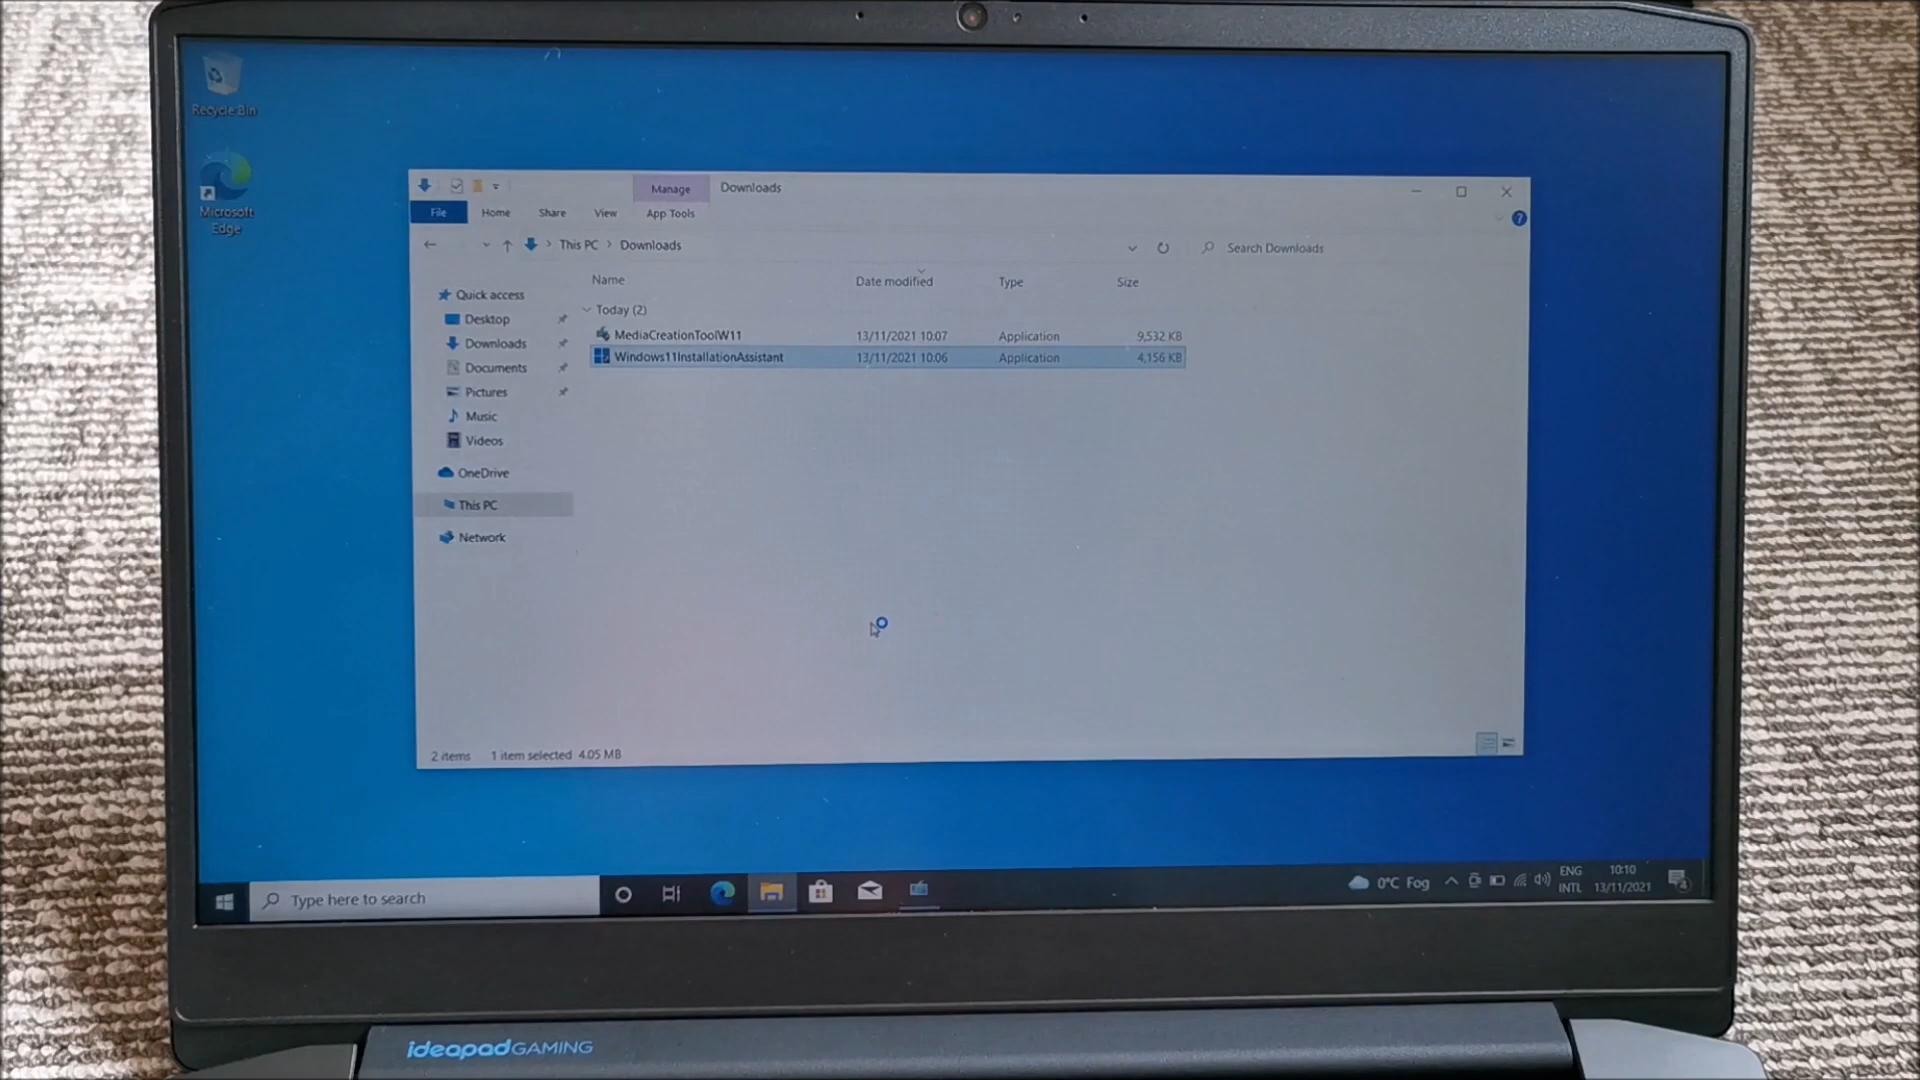 Recycle Bin
Microsoft
Edge
Manage
Downloads
File
Home
Share
View
App Tools
This PC
Downloads
Search Downloads
Name
Date modified
Type
Size
Quick access
Desktop
Downloads
Documents
Pictures
Music
Videos
OneDrive
This PC
Network
Today (2)
MediaCreationToolW11 13/11/2021 10:07 Application 9,532 KB
Windows11InstallationAssistant 13/11/2021 10:06 Application 4,156 KB
2 items 1 item selected 4.05 MB
Type here to search
0°C Fog
ENG
INTL
10:10
13/11/2021
4
ideapad GAMING